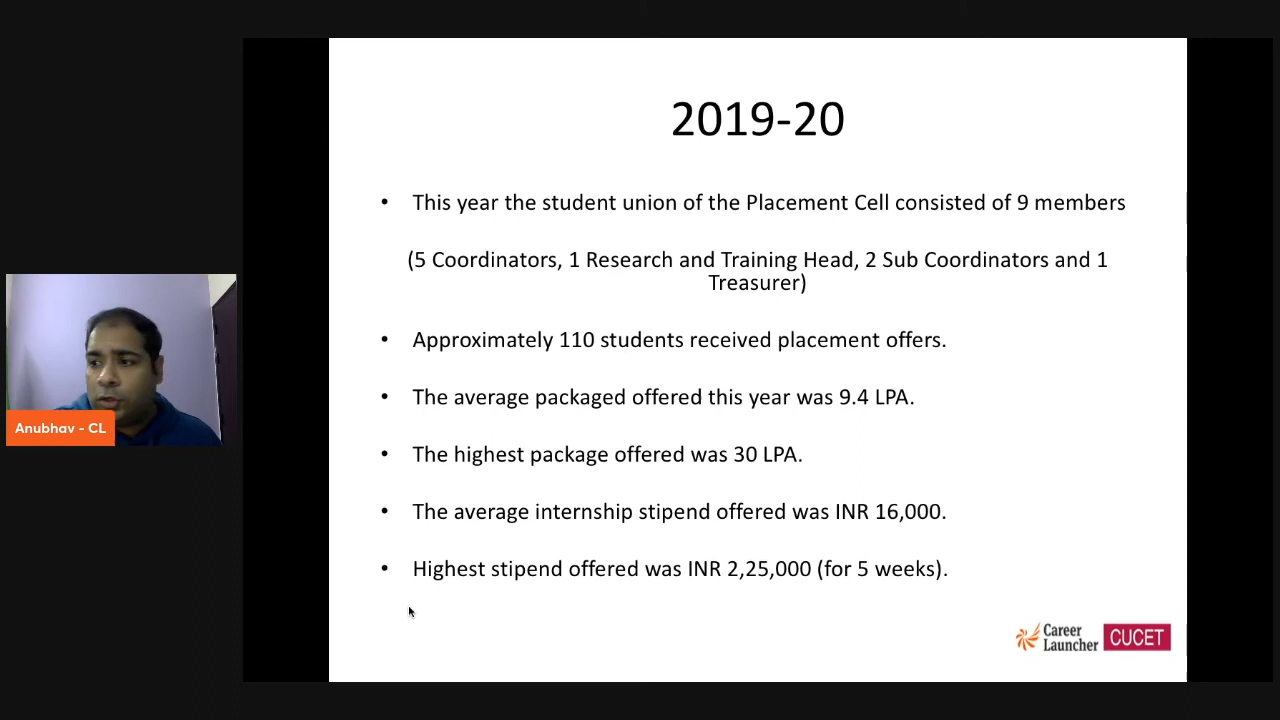 2019-20
• This year the student union of the Placement Cell consisted of 9 members
(5 Coordinators, 1 Research and Training Head, 2 Sub Coordinators and 1
Treasurer)
• Approximately 110 students received placement offers.
• The average packaged offered this year was 9.4 LPA.
• The highest package offered was 30 LPA.
• The average internship stipend offered was INR 16,000.
• Highest stipend offered was INR 2,25,000 (for 5 weeks).
Anubhav - CL
Career
Launcher
CUCET